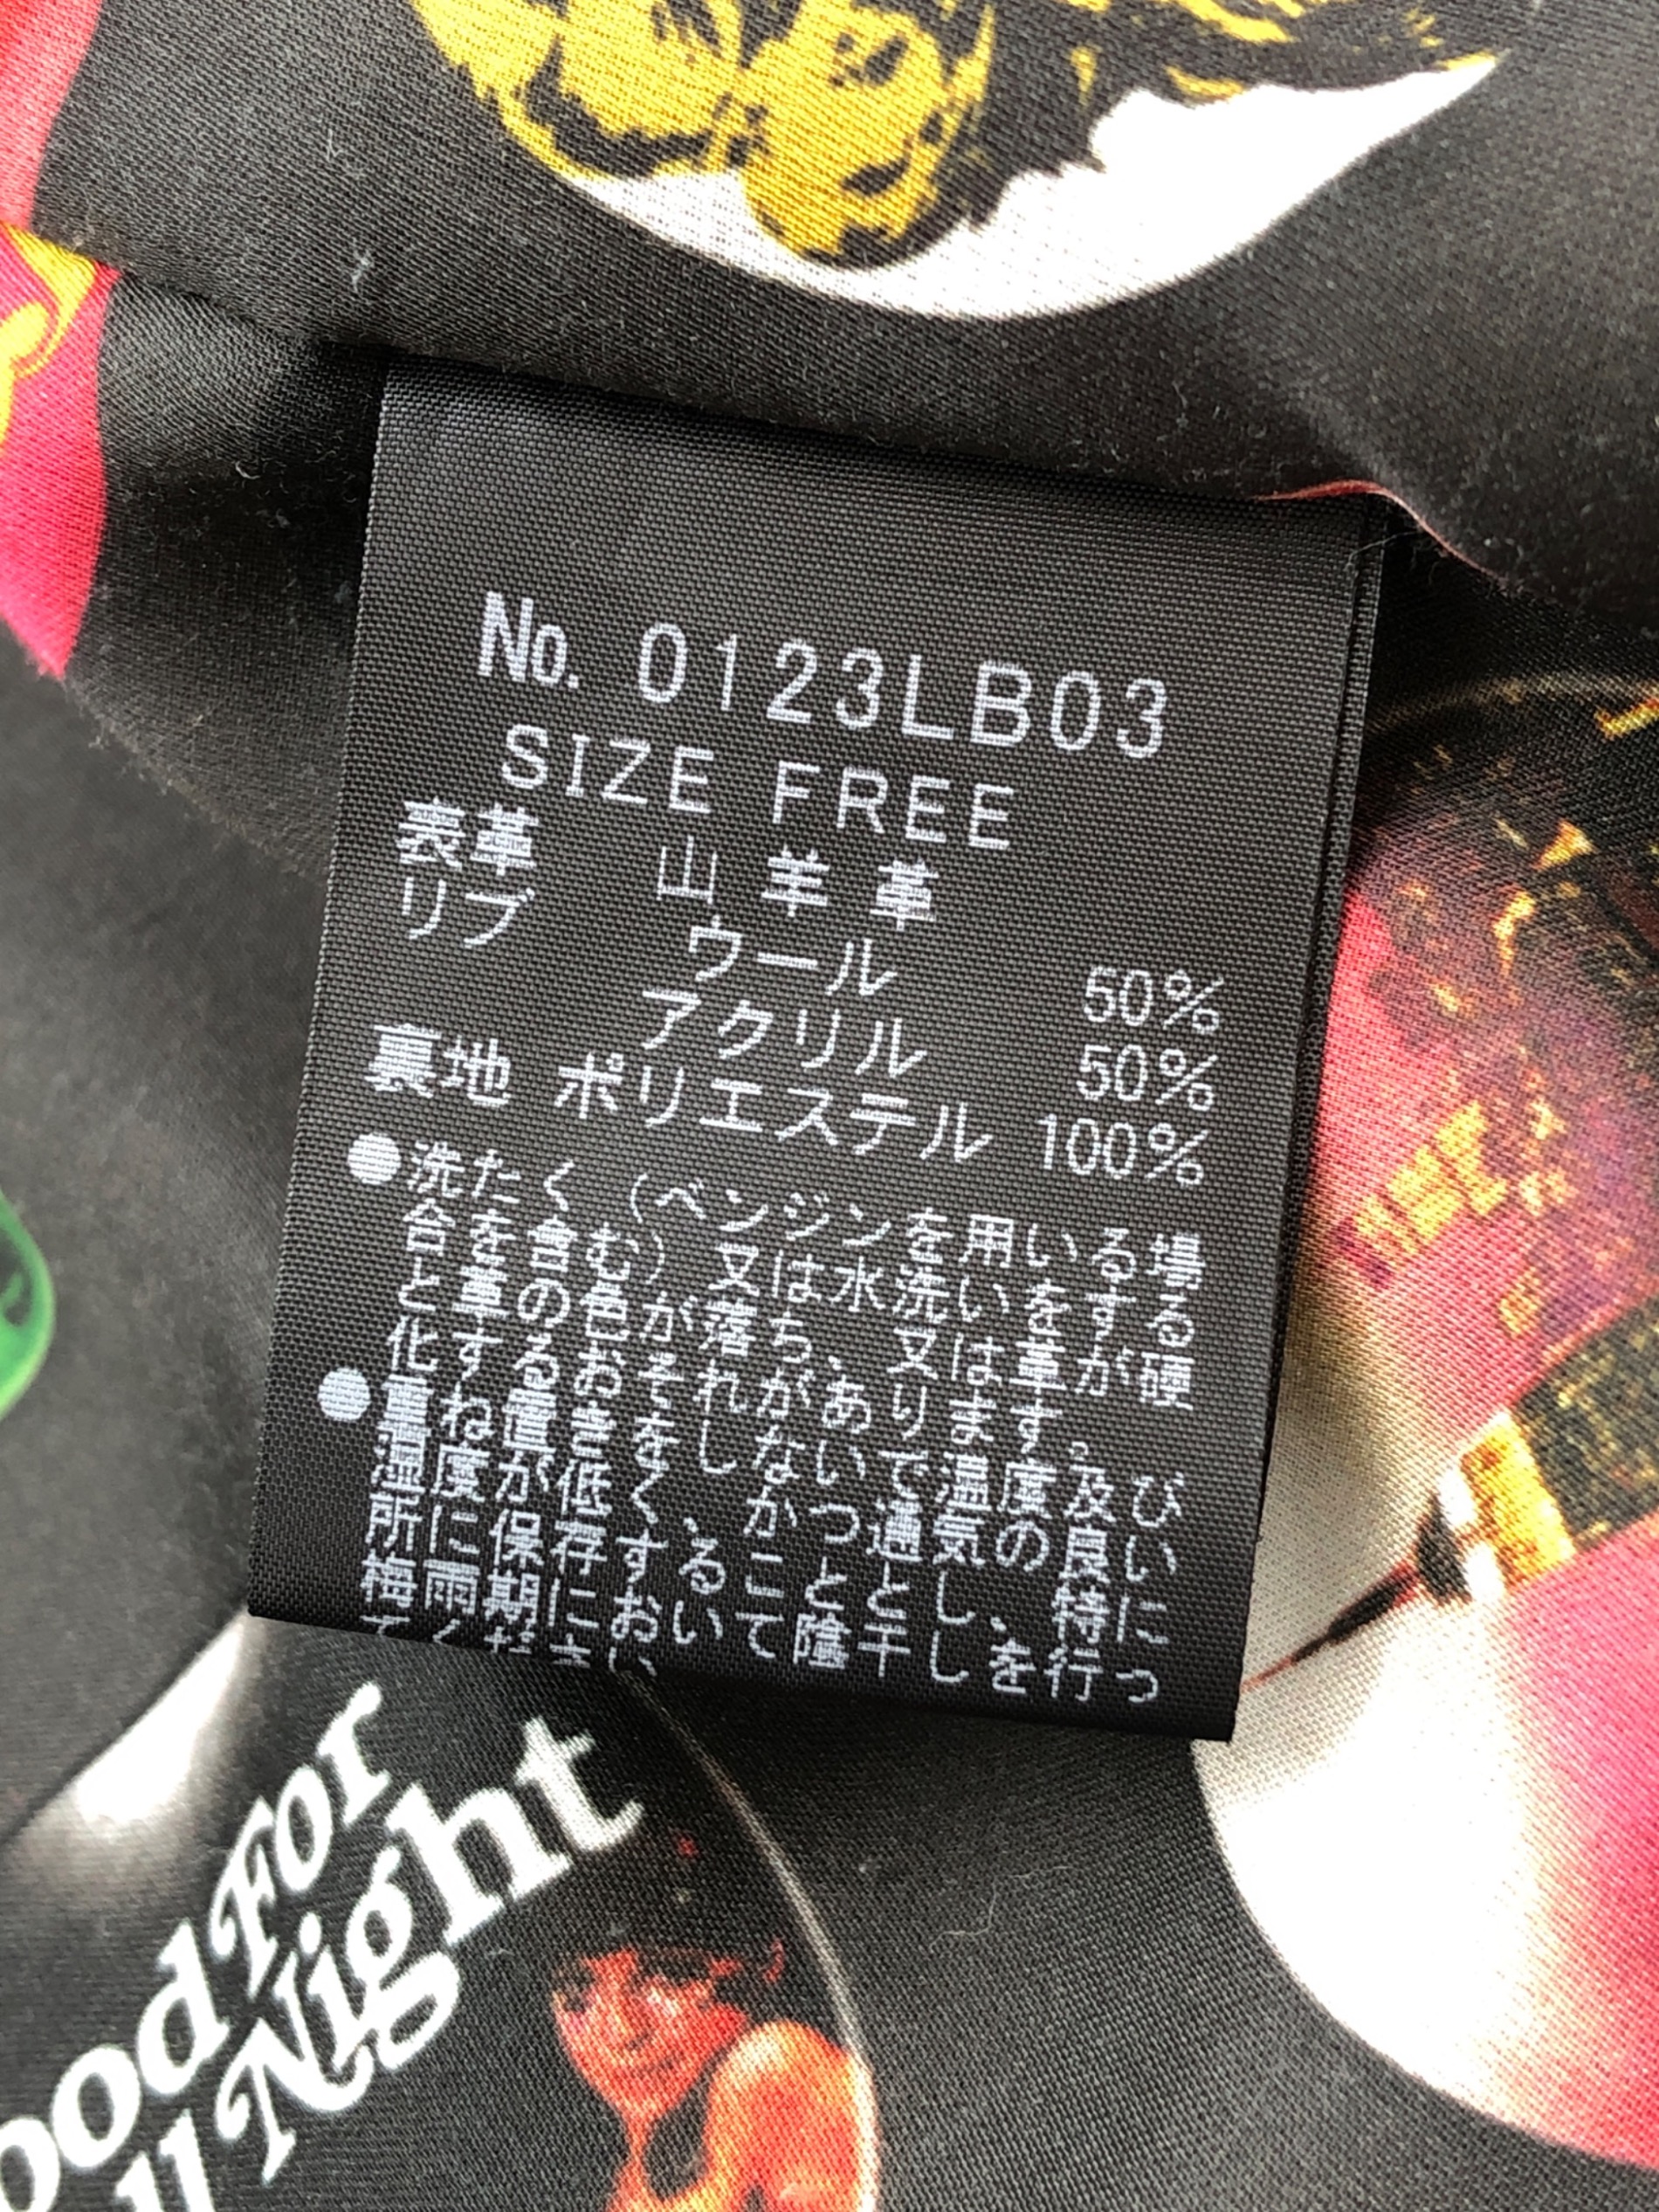 No. 0123LB03
SIZE FREE
表革 山羊革
リブ ウール 50%
アクリル 50%
裏地 ポリエステル 100%
●洗たく（ベンジンを用いる場
合を含む）又は水洗いをする
と革の色が落ち、又は革が硬
化するおそれがあります。
●重ね置きをしないで温度及び
湿度が低く、かつ通気の良い
所に保存することとし、特に
梅雨期においては陰干しを行っ
てください
Good For
All Night